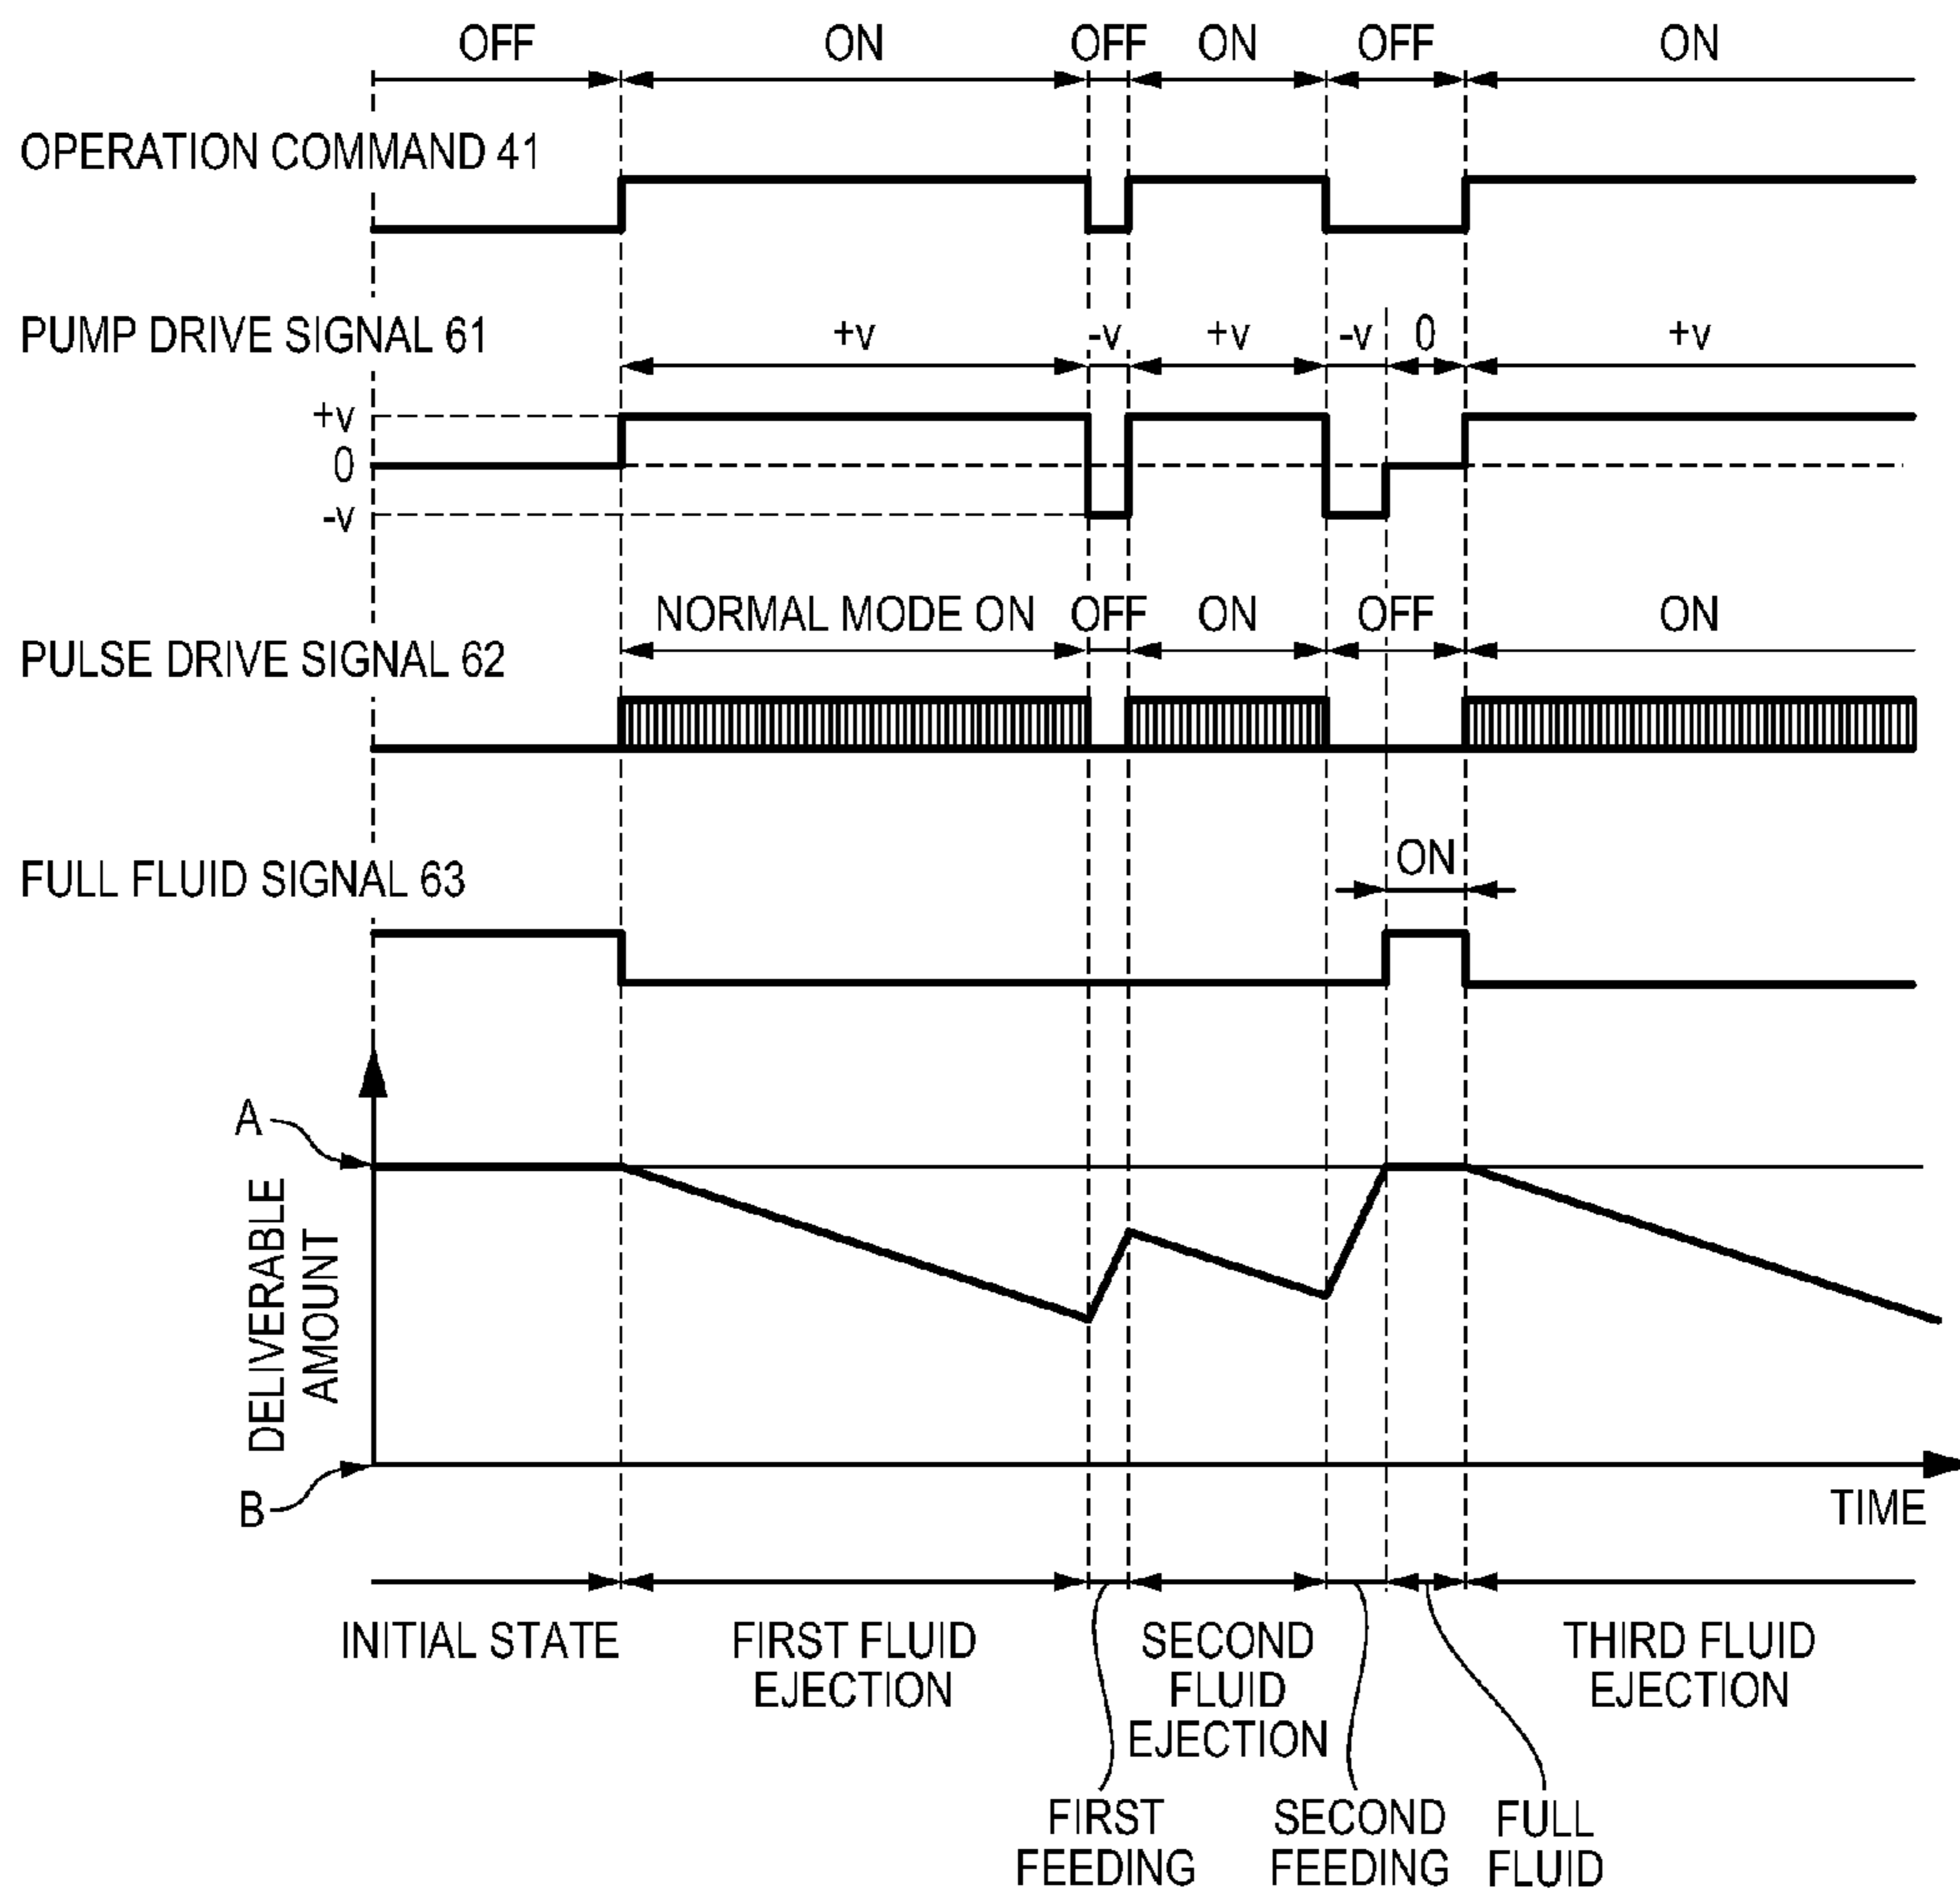 OFF ON OFF ON OFF ON
OPERATION COMMAND 41
PUMP DRIVE SIGNAL 61
+v -v +v -v 0 +v
+v
0
-v
NORMAL MODE ON OFF ON OFF ON
PULSE DRIVE SIGNAL 62
ON
FULL FLUID SIGNAL 63
A
DELIVERABLE
AMOUNT
B
TIME
INITIAL STATE
FIRST FLUID
EJECTION
SECOND
FLUID
EJECTION
THIRD FLUID
EJECTION
FIRST
FEEDING
SECOND
FEEDING
FULL
FLUID